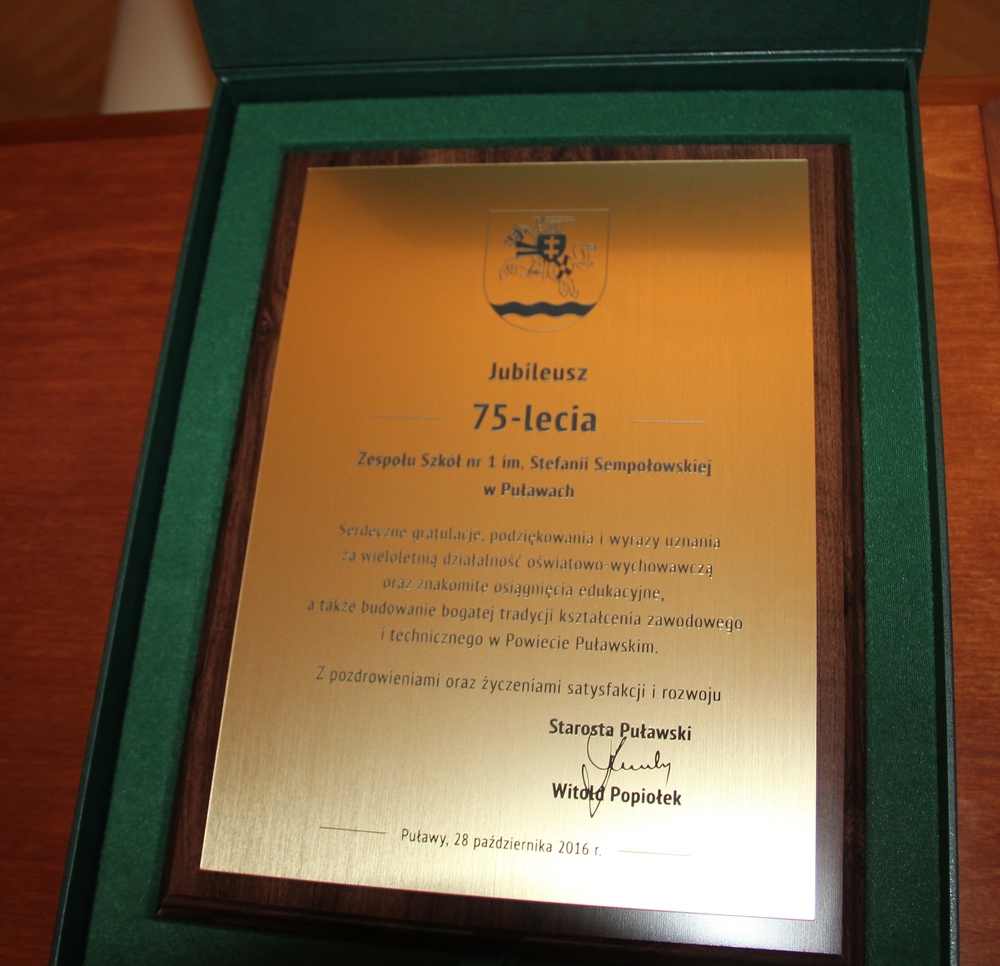 Jubileusz
75-lecia
Zespołu Szkół nr 1 im. Stefanii Sempołowskiej
w Puławach
Serdeczne gratulacje, podziękowania i wyrazy uznania
za wieloletnią działalność oświatowo-wychowawczą
oraz znakomite osiągnięcia edukacyjne,
a także budowanie bogatej tradycji kształcenia zawodowego
i technicznego w Powiecie Puławskim.
Z pozdrowieniami oraz życzeniami satysfakcji i rozwoju
Starosta Puławski
Witold Popiołek
Puławy, 28 października 2016 r.